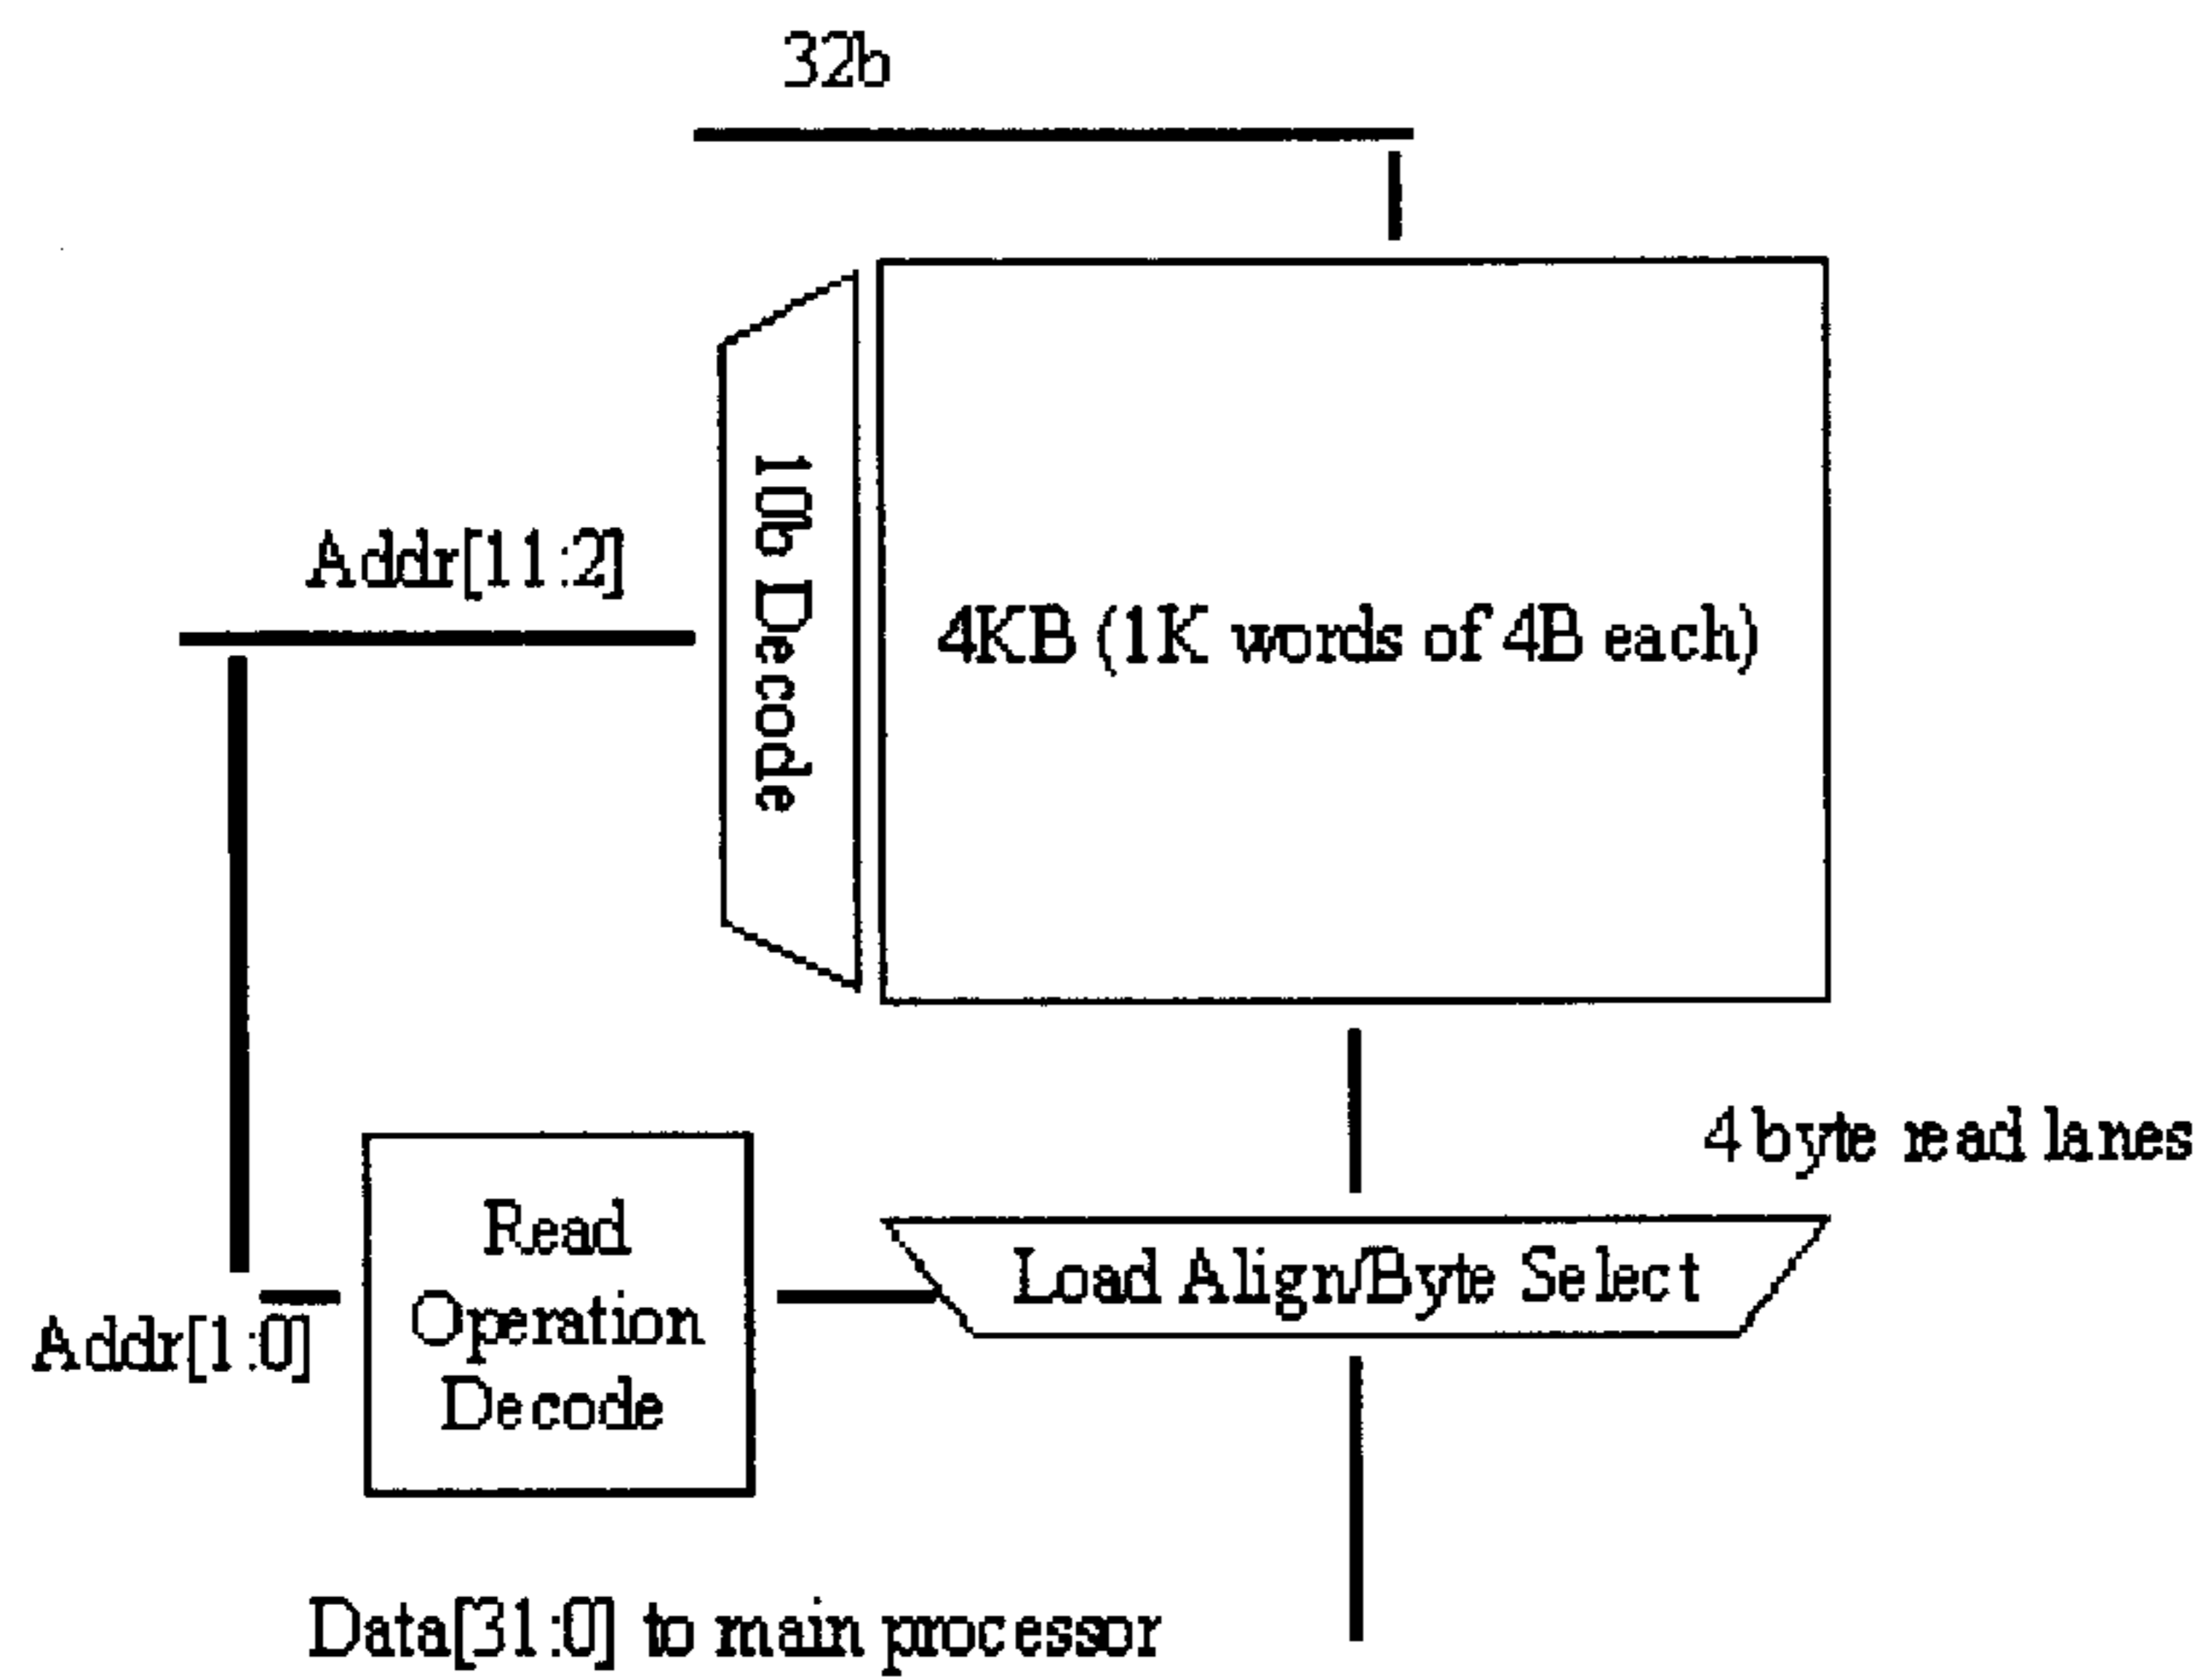 32b
Addr[11:2]
10b Decode
4KB (1K words of 4B each)
4 byte read lanes
Read
Operation
Decode
Load Align/Byte Select
Addr[1:0]
Data[31:0] to main processor